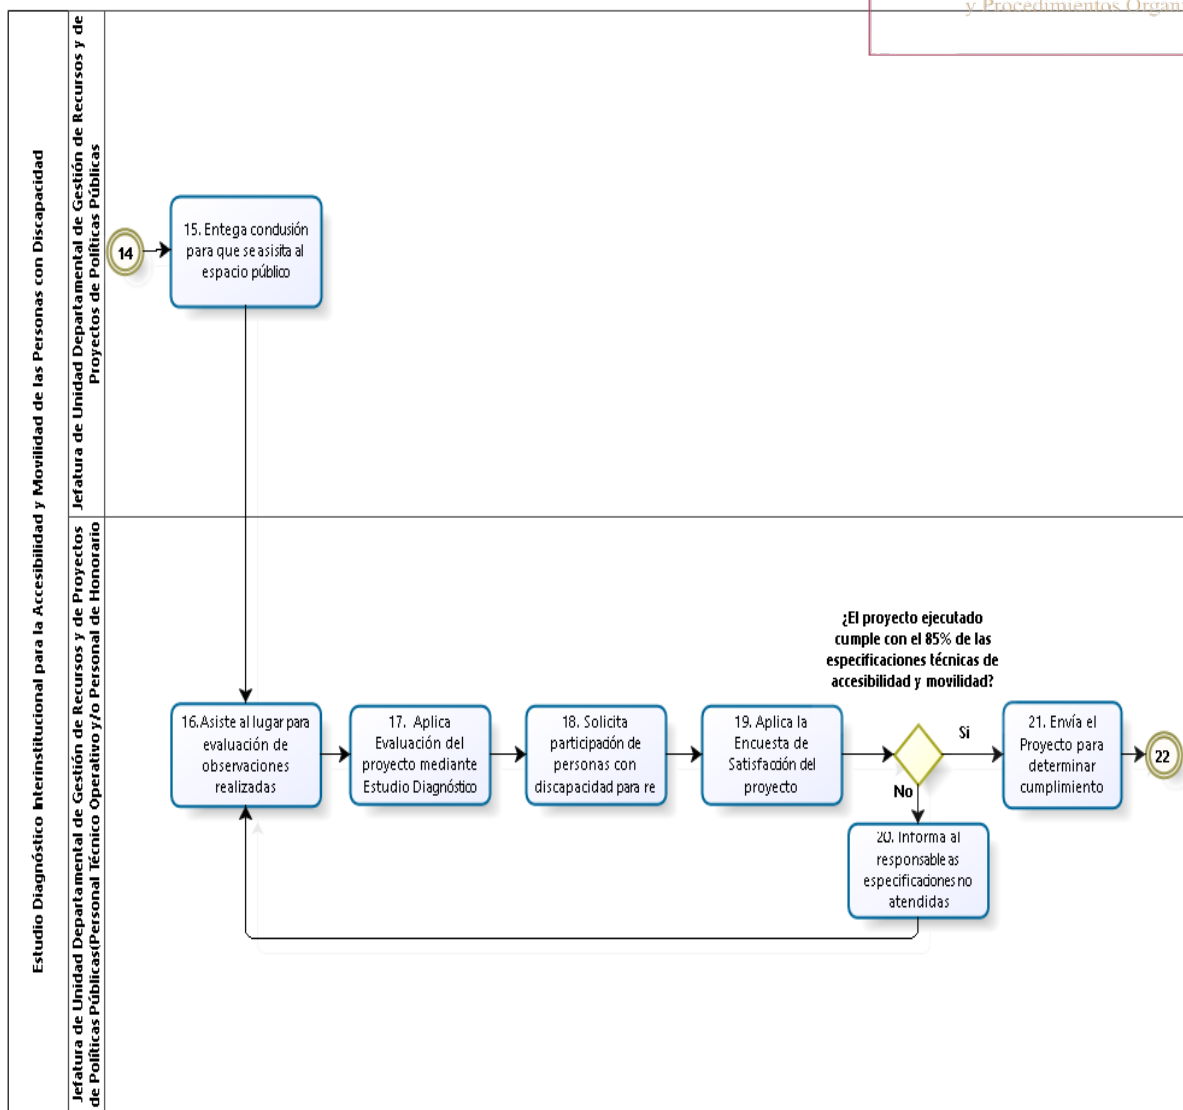 y Procedimientos Organi
Estudio Diagnóstico Interinstitucional para la Accesibilidad y Movilidad de las Personas con Discapacidad
Jefatura de Unidad Departamental de Gestión de Recursos y de
Proyectos de Políticas Públicas
14
15. Entega condusión
para que se asisita al
espacio público
Jefatura de Unidad Departamental de Gestión de Recursos y de Proyectos
de Políticas Públicas(Personal Técnico Operativo y/o Personal de Honorario
¿El proyecto ejecutado
cumple con el 85% de las
especificaciones técnicas de
accesibilidad y movilidad?
16.Asiste al lugar para
evaluación de
observaciones
realizadas
17. Aplica
Evaluación del
proyecto mediante
Estudio Diagnóstico
18. Solicita
participación de
personas con
discapacidad para re
19. Aplica la
Encuesta de
Satisfacción del
proyecto
Si
No
21. Envía el
Proyecto para
determinar
cumplimiento
22
20. Informa al
responsable as
especificaciones no
atendidas